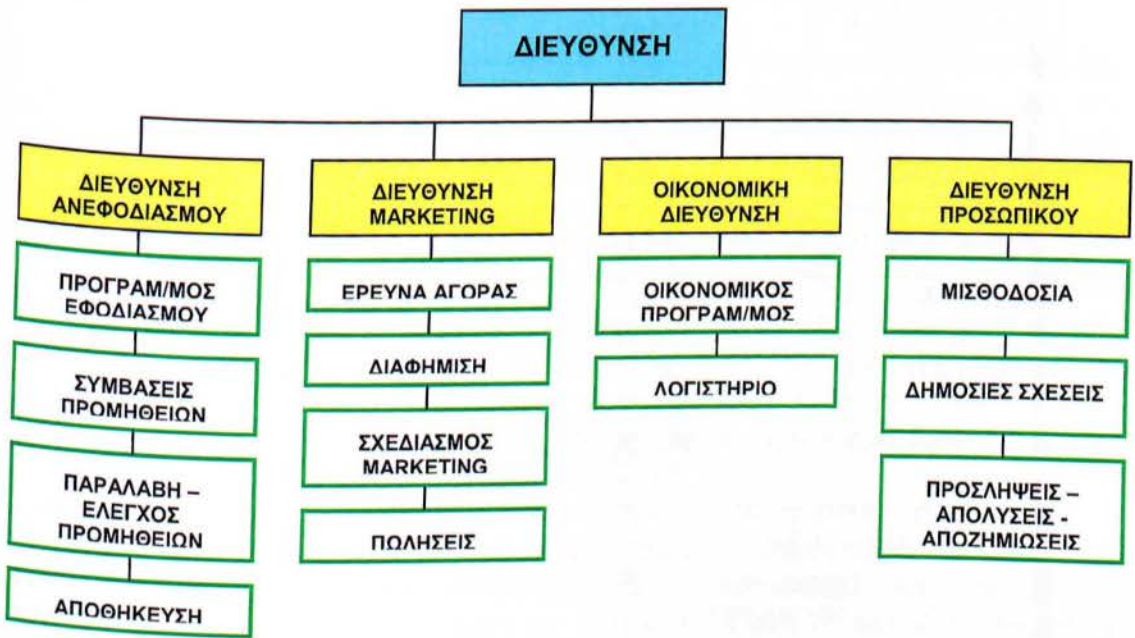 ΔΙΕΥΘΥΝΣΗ
ΔΙΕΥΘΥΝΣΗ
ΑΝΕΦΟΔΙΑΣΜΟΥ
ΠΡΟΓΡΑΜ/ΜΟΣ
ΕΦΟΔΙΑΣΜΟΥ
ΣΥΜΒΑΣΕΙΣ
ΠΡΟΜΗΘΕΙΩΝ
ΠΑΡΑΛΑΒΗ –
ΕΛΕΓΧΟΣ
ΠΡΟΜΗΘΕΙΩΝ
ΑΠΟΘΗΚΕΥΣΗ
ΔΙΕΥΘΥΝΣΗ
MARKETING
ΕΡΕΥΝΑ ΑΓΟΡΑΣ
ΔΙΑΦΗΜΙΣΗ
ΣΧΕΔΙΑΣΜΟΣ
MARKETING
ΠΩΛΗΣΕΙΣ
ΟΙΚΟΝΟΜΙΚΗ
ΔΙΕΥΘΥΝΣΗ
ΟΙΚΟΝΟΜΙΚΟΣ
ΠΡΟΓΡΑΜ/ΜΟΣ
ΛΟΓΙΣΤΗΡΙΟ
ΔΙΕΥΘΥΝΣΗ
ΠΡΟΣΩΠΙΚΟΥ
ΜΙΣΘΟΔΟΣΙΑ
ΔΗΜΟΣΙΕΣ ΣΧΕΣΕΙΣ
ΠΡΟΣΛΗΨΕΙΣ –
ΑΠΟΛΥΣΕΙΣ -
ΑΠΟΖΗΜΙΩΣΕΙΣ